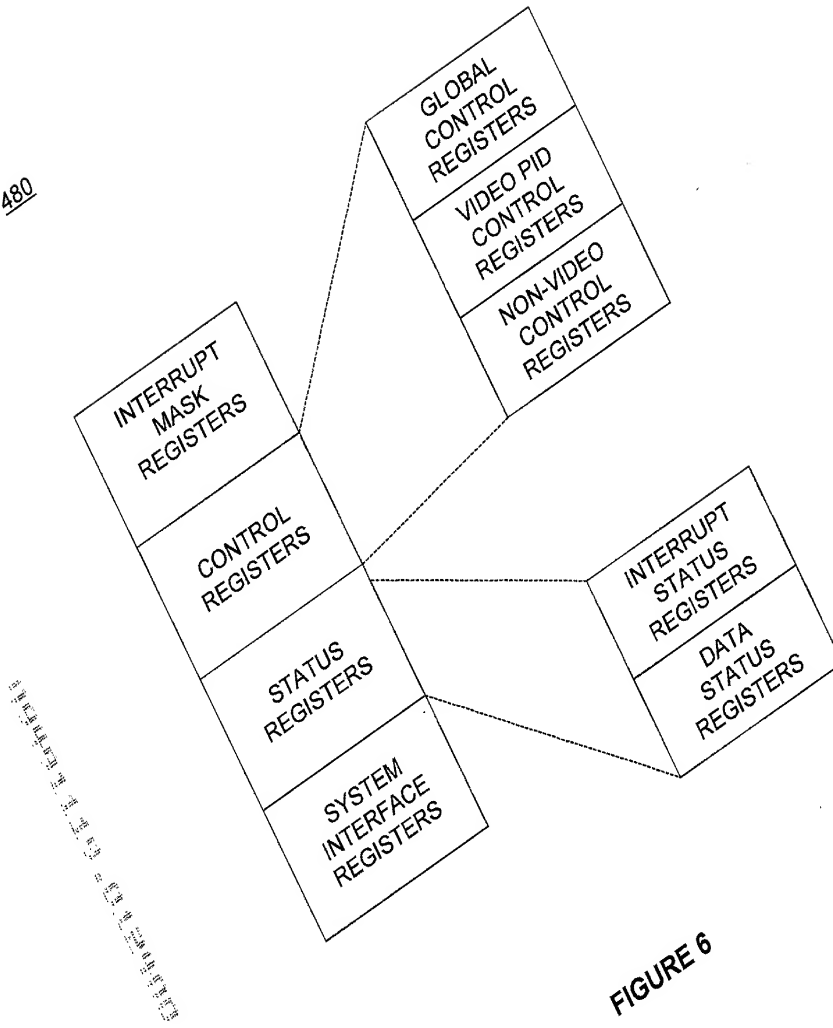 480
INTERRUPT
MASK
REGISTERS
CONTROL
REGISTERS
STATUS
REGISTERS
SYSTEM
INTERFACE
REGISTERS
GLOBAL
CONTROL
REGISTERS
VIDEO PID
CONTROL
REGISTERS
NON-VIDEO
CONTROL
REGISTERS
INTERRUPT
STATUS
REGISTERS
DATA
STATUS
REGISTERS
FIGURE 6